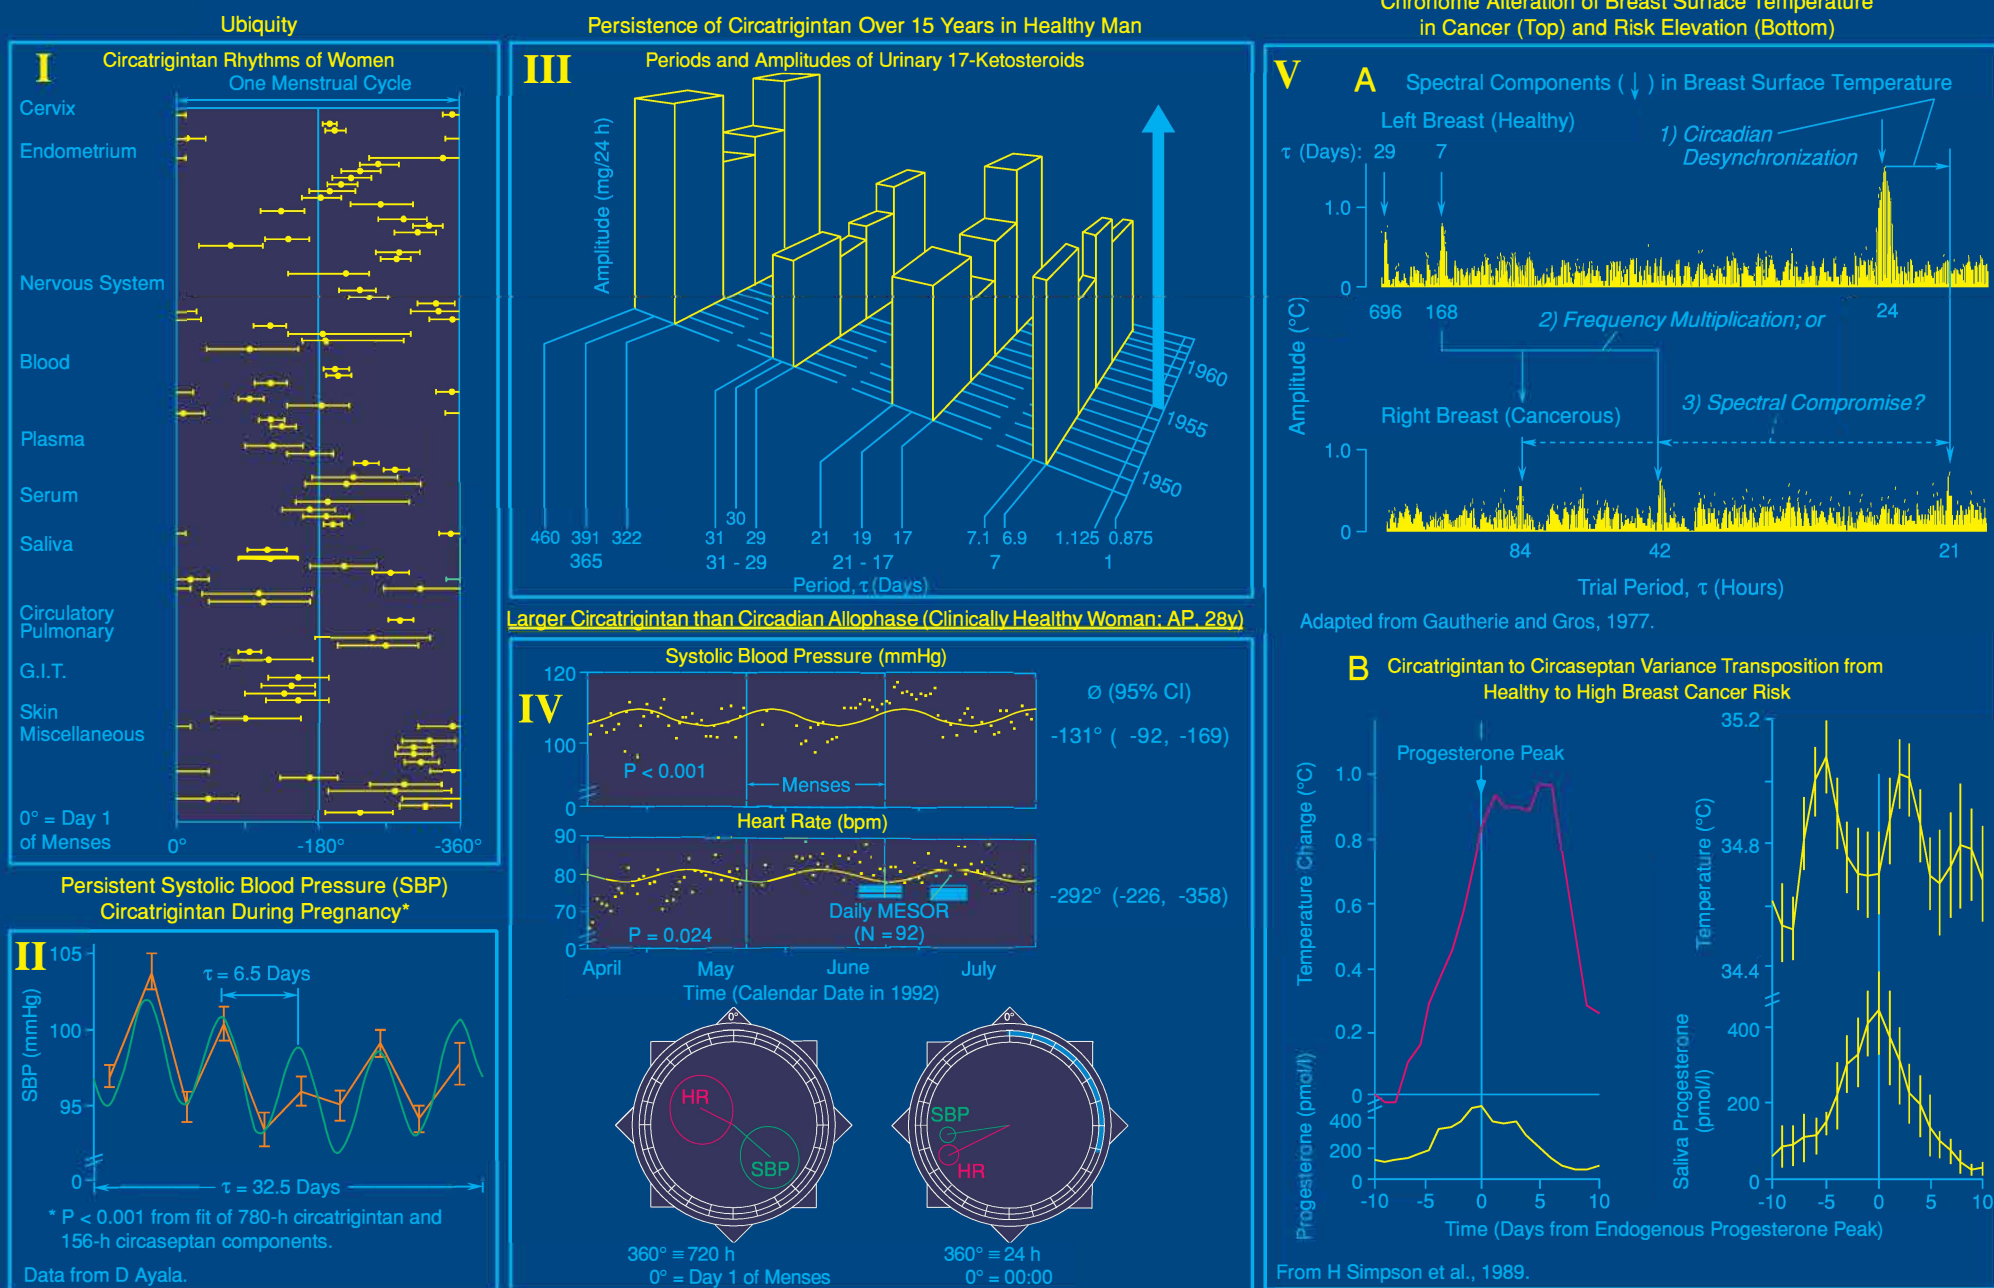 Ubiquity
I
Circatrigintan Rhythms of Women
One Menstrual Cycle
Cervix
Endometrium
Nervous System
Blood
Plasma
Serum
Saliva
Circulatory
Pulmonary
G.I.T.
Skin
Miscellaneous
0° = Day 1
of Menses
0° -180° -360°
Persistent Systolic Blood Pressure (SBP)
Circatrigintan During Pregnancy*
II
SBP (mmHg)
105
100
95
0
τ = 6.5 Days
τ = 32.5 Days
* P < 0.001 from fit of 780-h circatrigintan and
156-h circaseptan components.
Data from D Ayala.
Persistence of Circatrigintan Over 15 Years in Healthy Man
III
Periods and Amplitudes of Urinary 17-Ketosteroids
Amplitude (mg/24 h)
1960
1955
1950
460 391 322 31 30 29 21 19 17 7.1 6.9 1.125 0.875
365 31 - 29 21 - 17 7 1
Period, τ (Days)
Larger Circatrigintan than Circadian Allophase (Clinically Healthy Woman: AP, 28y)
IV
Systolic Blood Pressure (mmHg)
120
100
0
P < 0.001
Menses
Ø (95% CI)
-131° ( -92, -169)
Heart Rate (bpm)
90
80
70
0
P = 0.024
Daily MESOR
(N = 92)
-292° (-226, -358)
April May June July
Time (Calendar Date in 1992)
0°
HR
SBP
360° ≡ 720 h
0° = Day 1 of Menses
0°
SBP
HR
360° ≡ 24 h
0° = 00:00
Chronome Alteration of Breast Surface Temperature
in Cancer (Top) and Risk Elevation (Bottom)
V
A
Spectral Components (↓) in Breast Surface Temperature
Left Breast (Healthy)
1) Circadian
Desynchronization
τ (Days): 29 7
1.0
0
696 168 24
2) Frequency Multiplication; or
Amplitude (°C)
3) Spectral Compromise?
Right Breast (Cancerous)
1.0
0
84 42 21
Trial Period, τ (Hours)
Adapted from Gautherie and Gros, 1977.
B
Circatrigintan to Circaseptan Variance Transposition from
Healthy to High Breast Cancer Risk
Progesterone Peak
Temperature Change (°C)
1.0
0.8
0.6
0.4
0.2
0
Progesterone (pmol/l)
400
200
0
-10 -5 0 5 10
Temperature (°C)
35.2
34.8
34.4
Saliva Progesterone
(pmol/l)
400
200
0
-10 -5 0 5 10
Time (Days from Endogenous Progesterone Peak)
From H Simpson et al., 1989.